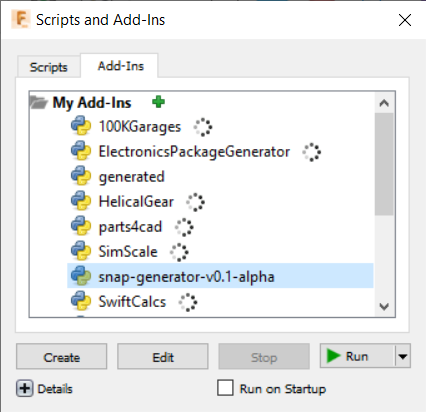 Scripts and Add-Ins
Scripts
Add-Ins
My Add-Ins
100KGarages
ElectronicsPackageGenerator
generated
HelicalGear
parts4cad
SimScale
snap-generator-v0.1-alpha
SwiftCalcs
Create
Edit
Stop
Run
Details
Run on Startup